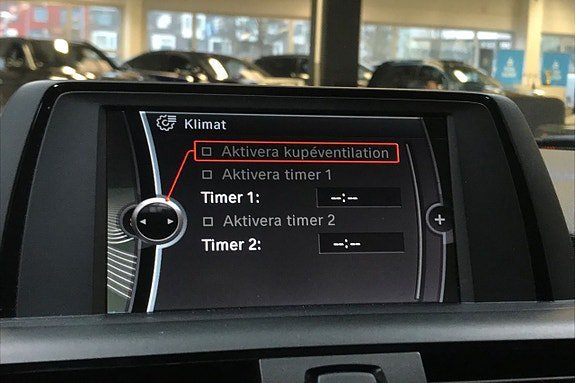 Klimat
Aktivera kupéventilation
Aktivera timer 1
Timer 1: --:--
Aktivera timer 2
Timer 2: --:--